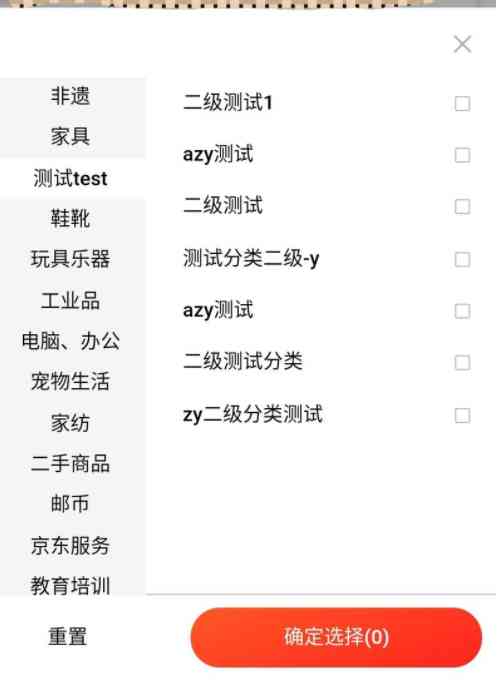 非遗
家具
测试test
鞋靴
玩具乐器
工业品
电脑、办公
宠物生活
家纺
二手商品
邮币
京东服务
教育培训
二级测试1
azy测试
二级测试
测试分类二级-y
azy测试
二级测试分类
zy二级分类测试
重置
确定选择(0)